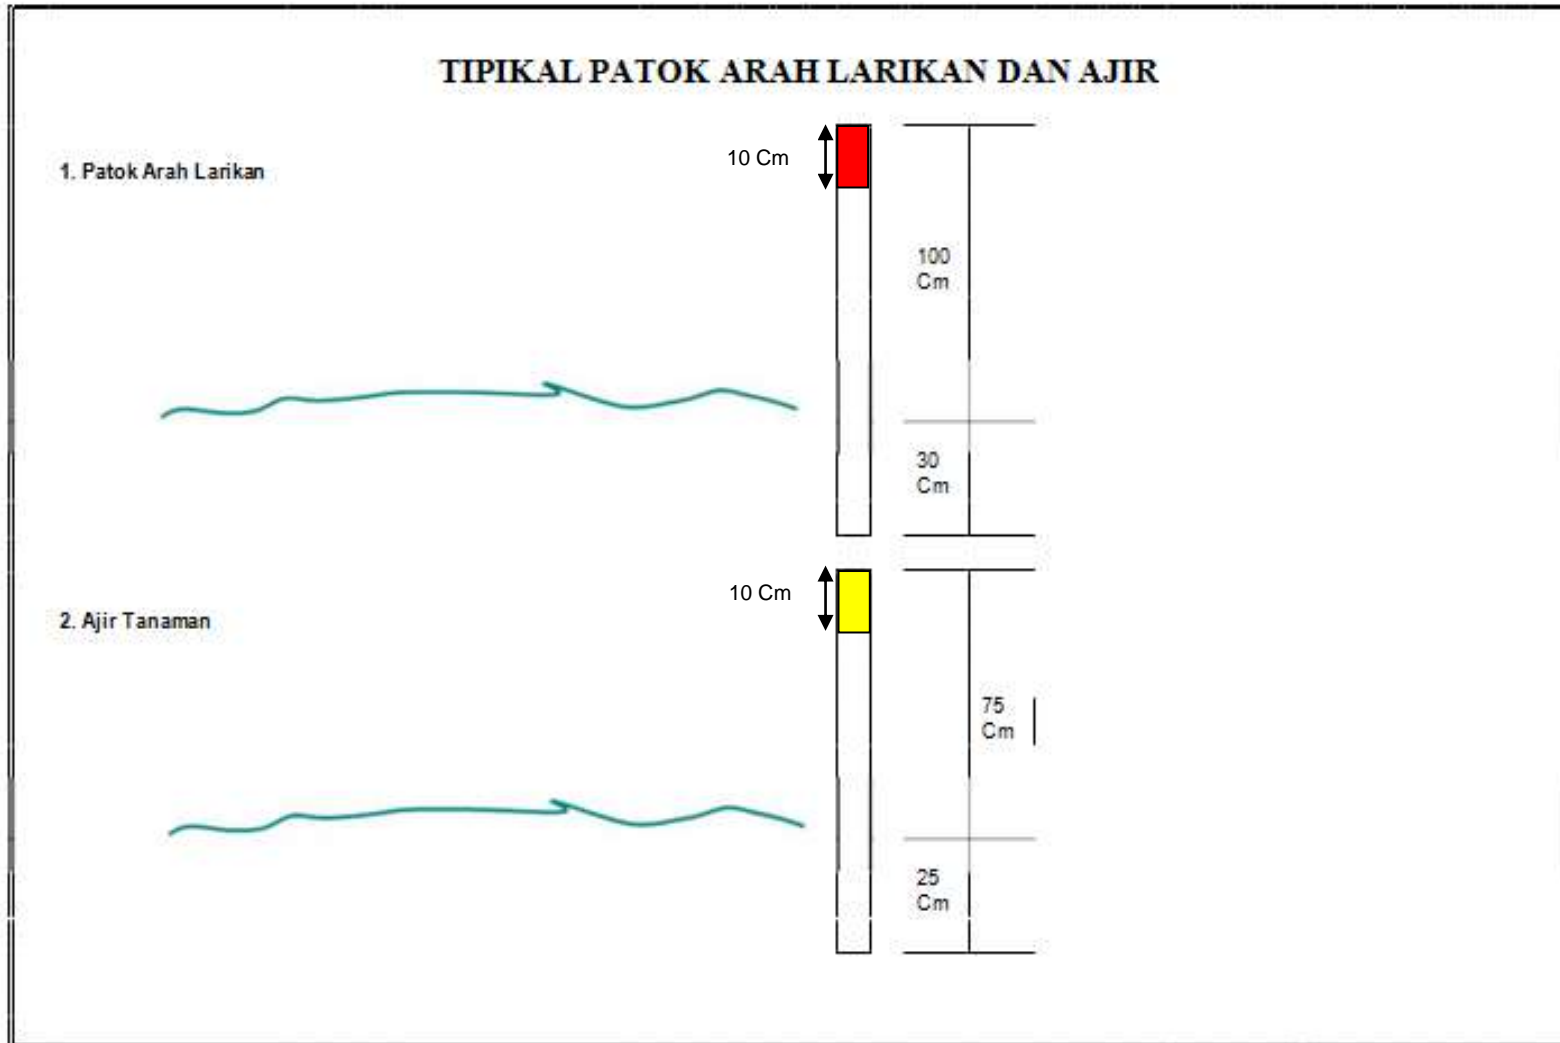 TIPIKAL PATOK ARAH LARIKAN DAN AJIR
1. Patok Arah Larikan
10 Cm
100
Cm
30
Cm
2. Ajir Tanaman
10 Cm
75
Cm
25
Cm